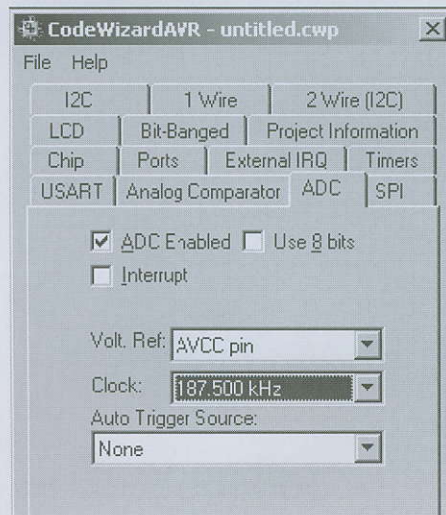 CodeWizardAVR - untitled.cwp
File Help
I2C 1 Wire 2 Wire (I2C)
LCD Bit-Banged Project Information
Chip Ports External IRQ Timers
USART Analog Comparator ADC SPI
ADC Enabled Use 8 bits
Interrupt
Volt. Ref: AVCC pin
Clock: 187.500 kHz
Auto Trigger Source:
None